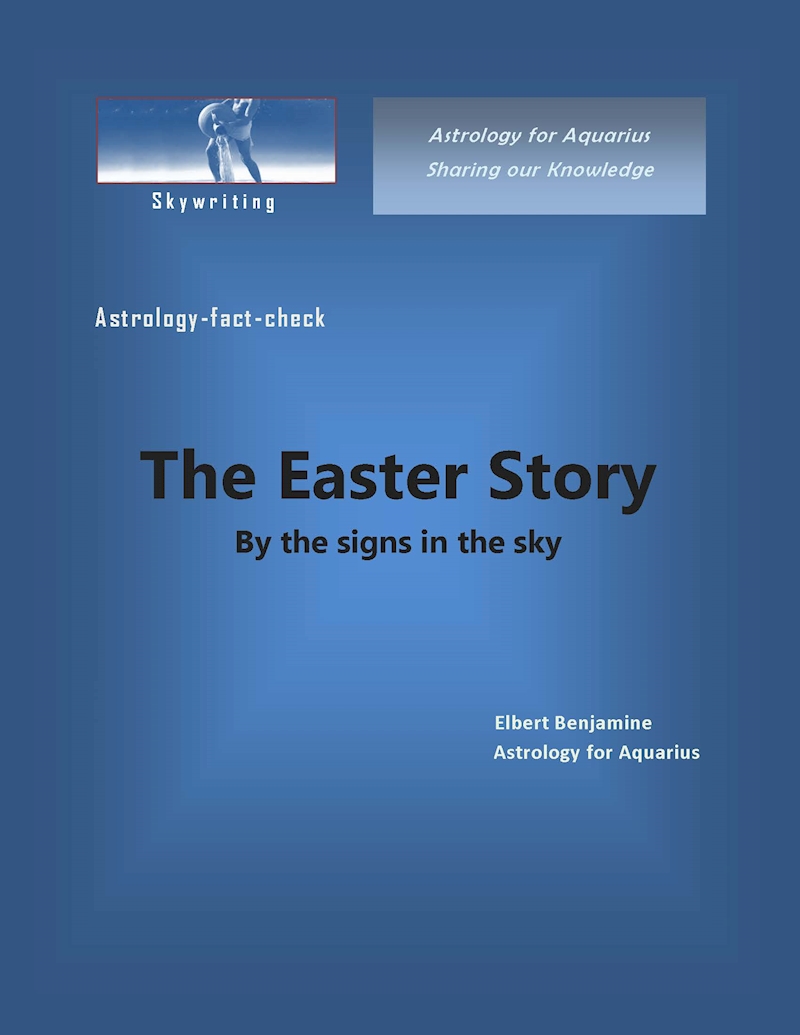 Astrology for Aquarius
Sharing our Knowledge
Skywriting
Astrology-fact-check
The Easter Story
By the signs in the sky
Elbert Benjamine
Astrology for Aquarius